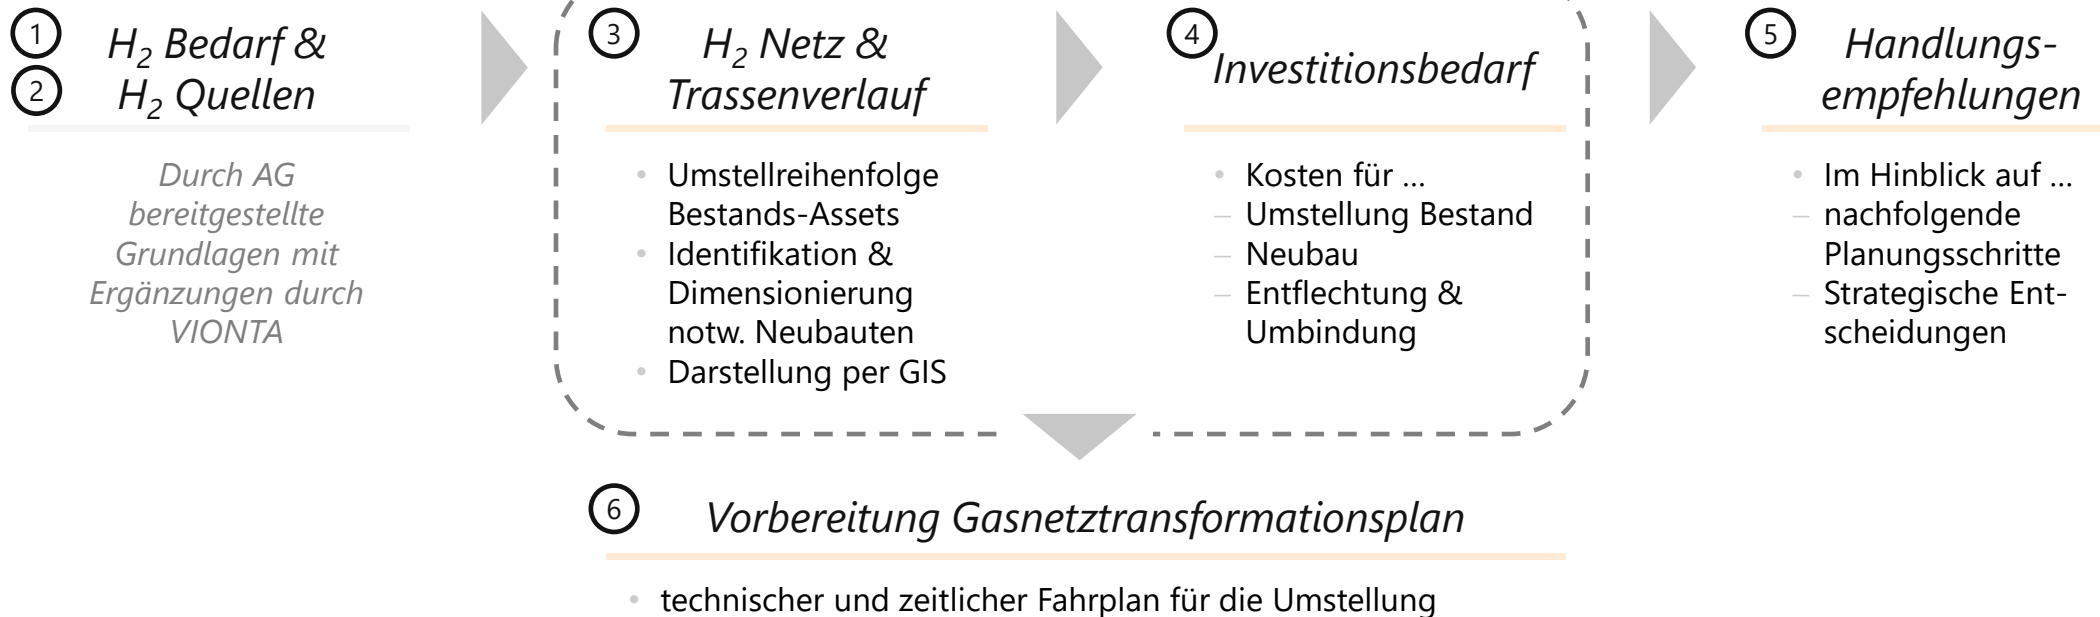 1
2
H₂ Bedarf &
H₂ Quellen
Durch AG
bereitgestellte
Grundlagen mit
Ergänzungen durch
VIONTA
3
H₂ Netz &
Trassenverlauf
• Umstellreihenfolge
Bestands-Assets
• Identifikation &
Dimensionierung
notw. Neubauten
• Darstellung per GIS
4
Investitionsbedarf
• Kosten für ...
– Umstellung Bestand
– Neubau
– Entflechtung &
Umbindung
5
Handlungs-
empfehlungen
• Im Hinblick auf ...
– nachfolgende
Planungsschritte
– Strategische Ent-
scheidungen
6
Vorbereitung Gasnetztransformationsplan
• technischer und zeitlicher Fahrplan für die Umstellung